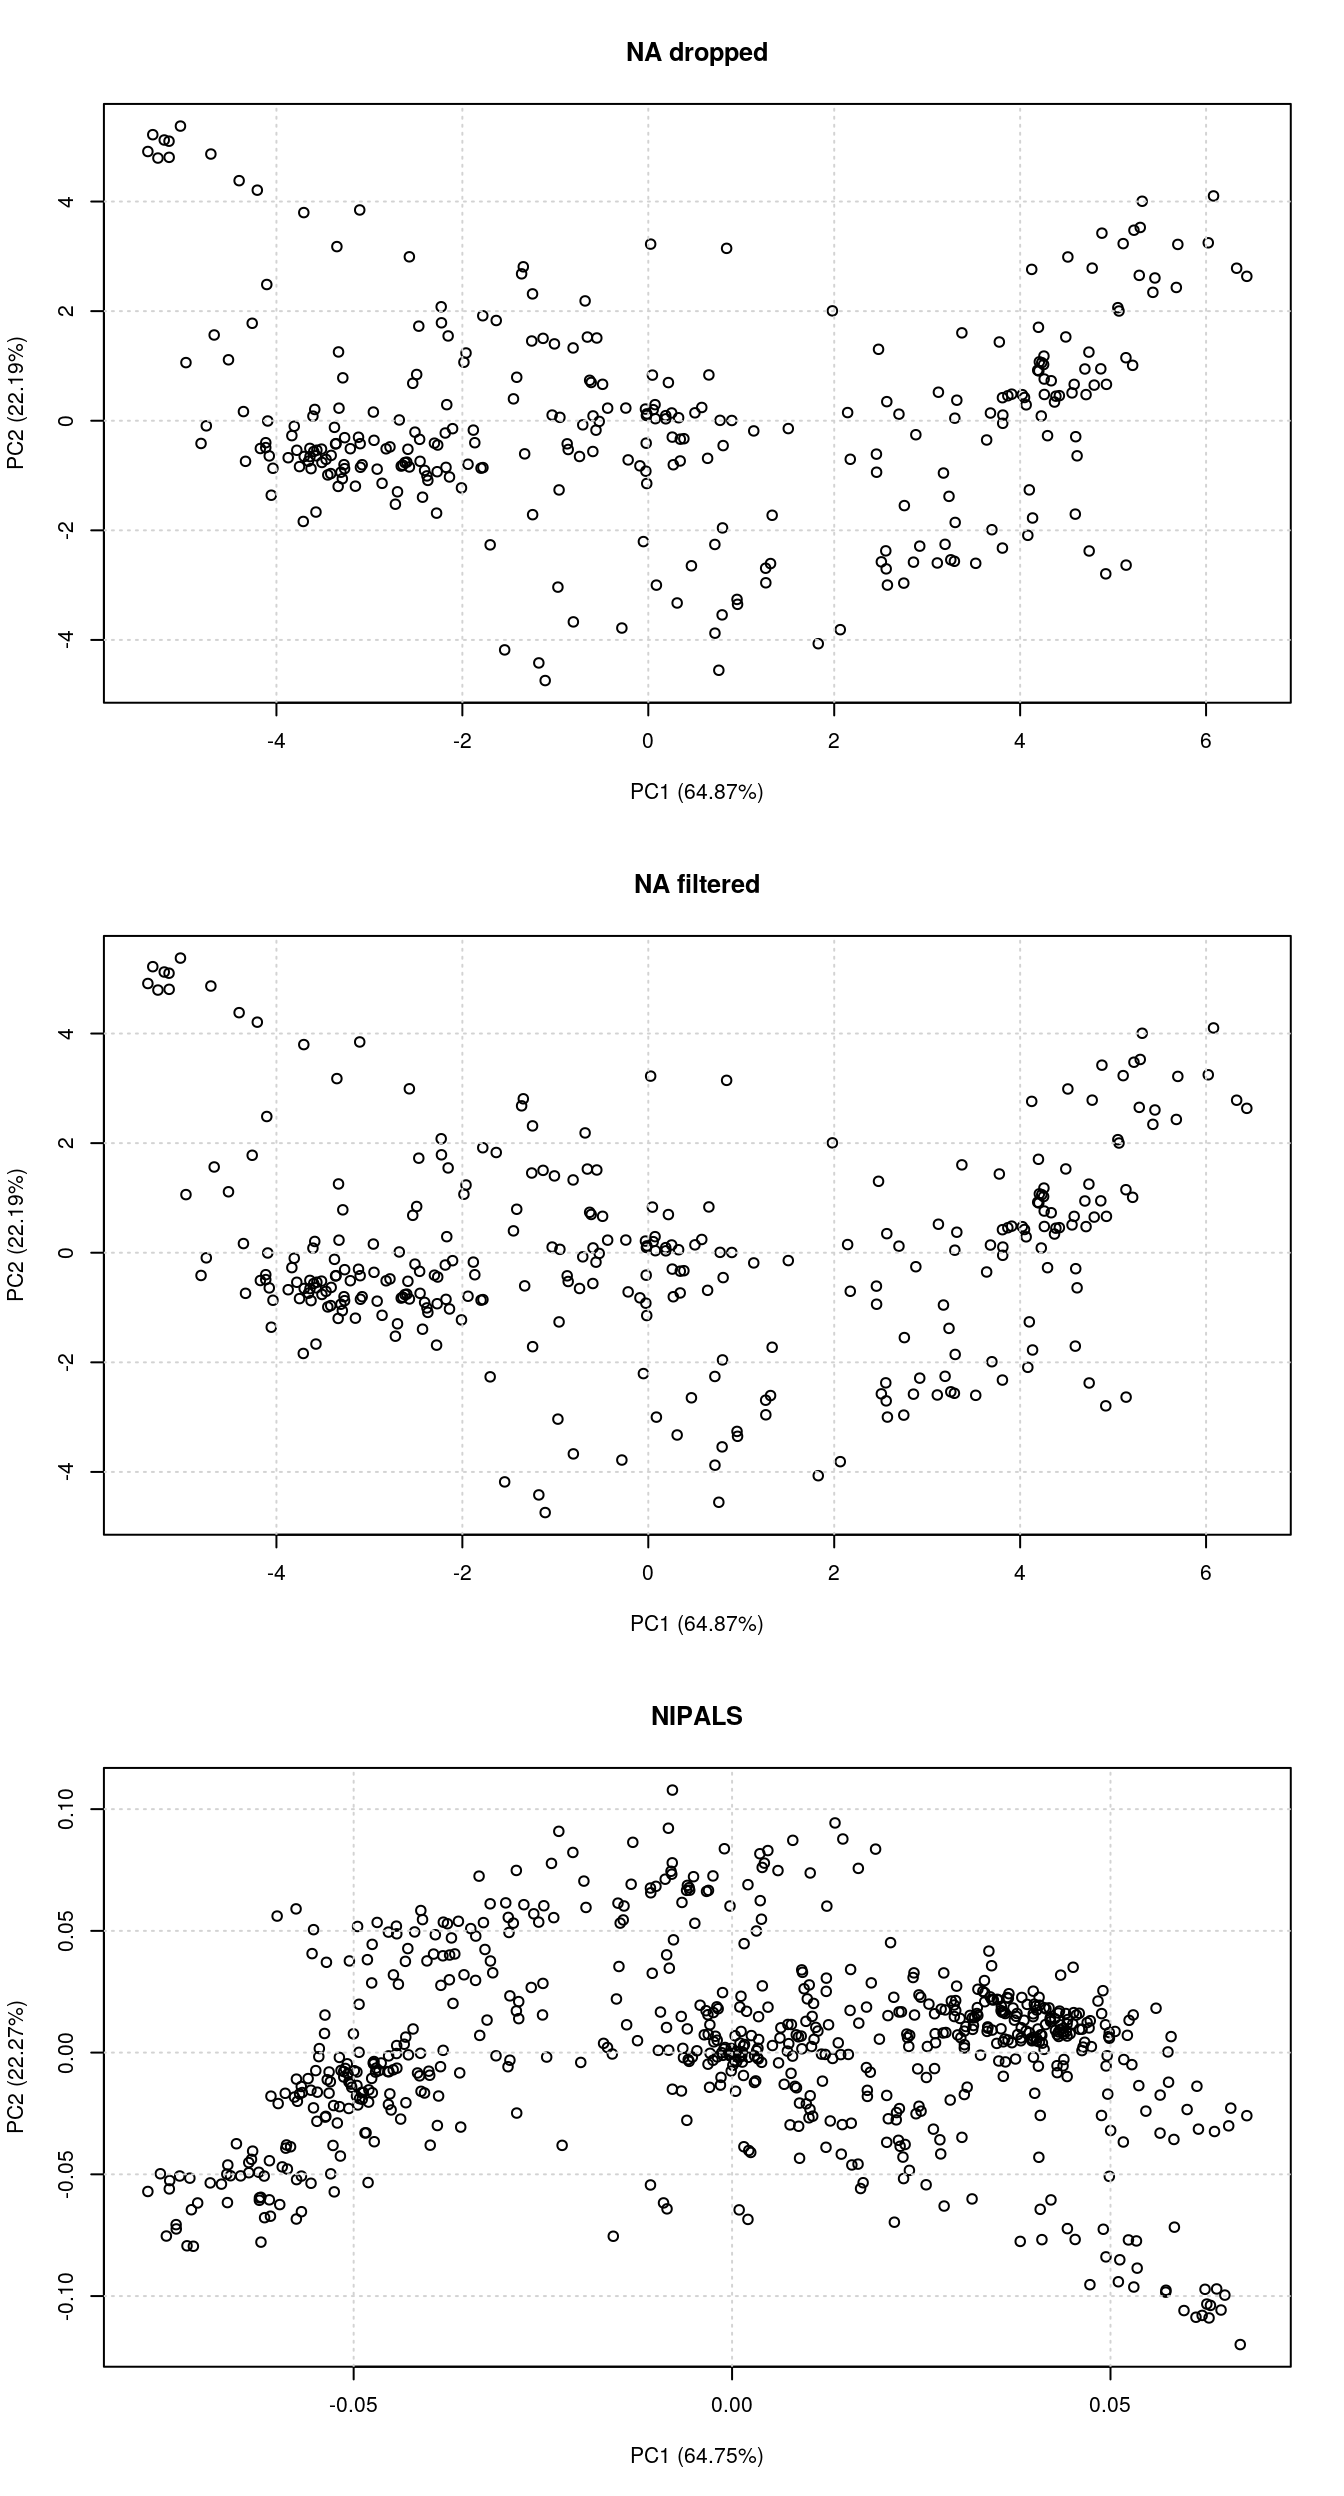 NA dropped
PC2 (22.19%)
4
2
0
-2
-4
-4 -2 0 2 4 6
PC1 (64.87%)
NA filtered
PC2 (22.19%)
4
2
0
-2
-4
-4 -2 0 2 4 6
PC1 (64.87%)
NIPALS
PC2 (22.27%)
0.10
0.05
0.00
-0.05
-0.10
-0.05 0.00 0.05
PC1 (64.75%)